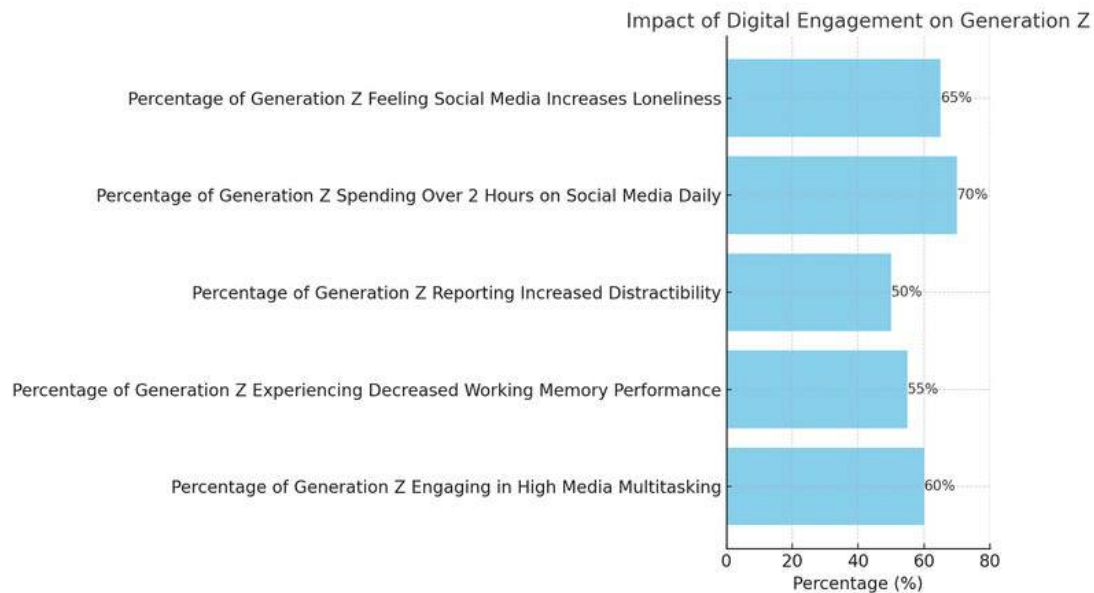 Impact of Digital Engagement on Generation Z
Percentage of Generation Z Feeling Social Media Increases Loneliness
65%
Percentage of Generation Z Spending Over 2 Hours on Social Media Daily
70%
Percentage of Generation Z Reporting Increased Distractibility
50%
Percentage of Generation Z Experiencing Decreased Working Memory Performance
55%
Percentage of Generation Z Engaging in High Media Multitasking
60%
0 20 40 60 80
Percentage (%)